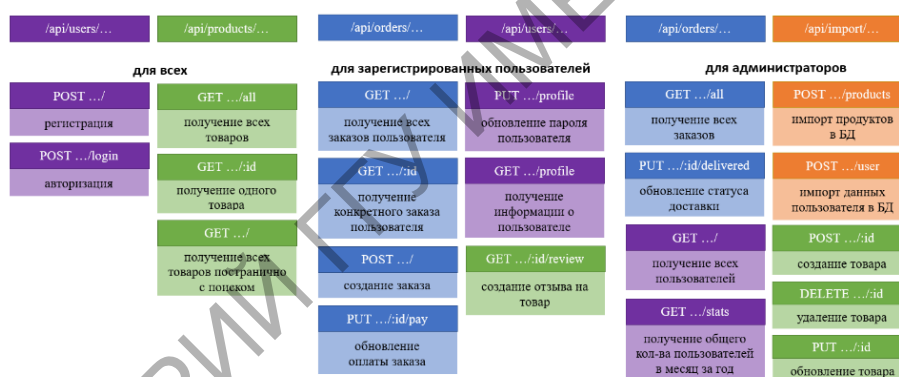 /api/users/…
/api/products/…
/api/orders/…
/api/users/…
/api/orders/…
/api/import/…
для всех
POST …/
регистрация
POST …/login
авторизация
GET …/all
получение всех
товаров
GET …/:id
получение одного
товара
GET …/
получение всех
товаров постранично
с поиском
для зарегистрированных пользователей
GET …/
получение всех
заказов пользователя
GET …/:id
получение
конкретного заказа
пользователя
POST …/
создание заказа
PUT …/:id/pay
обновление
оплаты заказа
PUT …/profile
обновление пароля
пользователя
GET …/profile
получение
информации о
пользователе
GET …/:id/review
создание отзыва на
товар
для администраторов
GET …/all
получение всех
заказов
PUT …/:id/delivered
обновление статуса
доставки
GET …/
получение всех
пользователей
GET …/stats
получение общего
кол-ва пользователей
в месяц за год
POST …/products
импорт продуктов
в БД
POST …/user
импорт данных
пользователя в БД
POST …/:id
создание товара
DELETE …/:id
удаление товара
PUT …/:id
обновление товара
РИЙ ГГУ ИМЕ